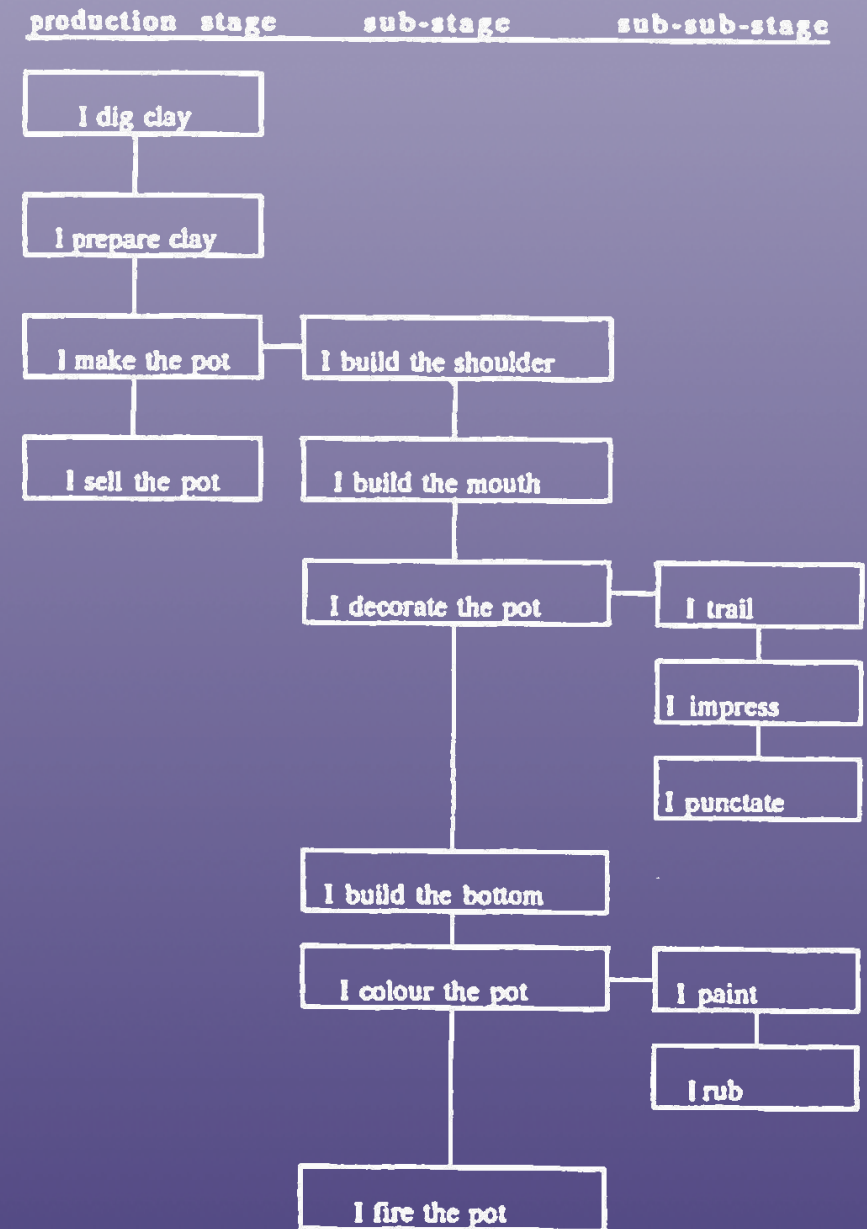 production stage sub-stage sub-sub-stage
I dig clay
I prepare clay
I make the pot
I sell the pot
I build the shoulder
I build the mouth
I decorate the pot
I build the bottom
I colour the pot
I fire the pot
I trail
I impress
I punctate
I paint
I rub